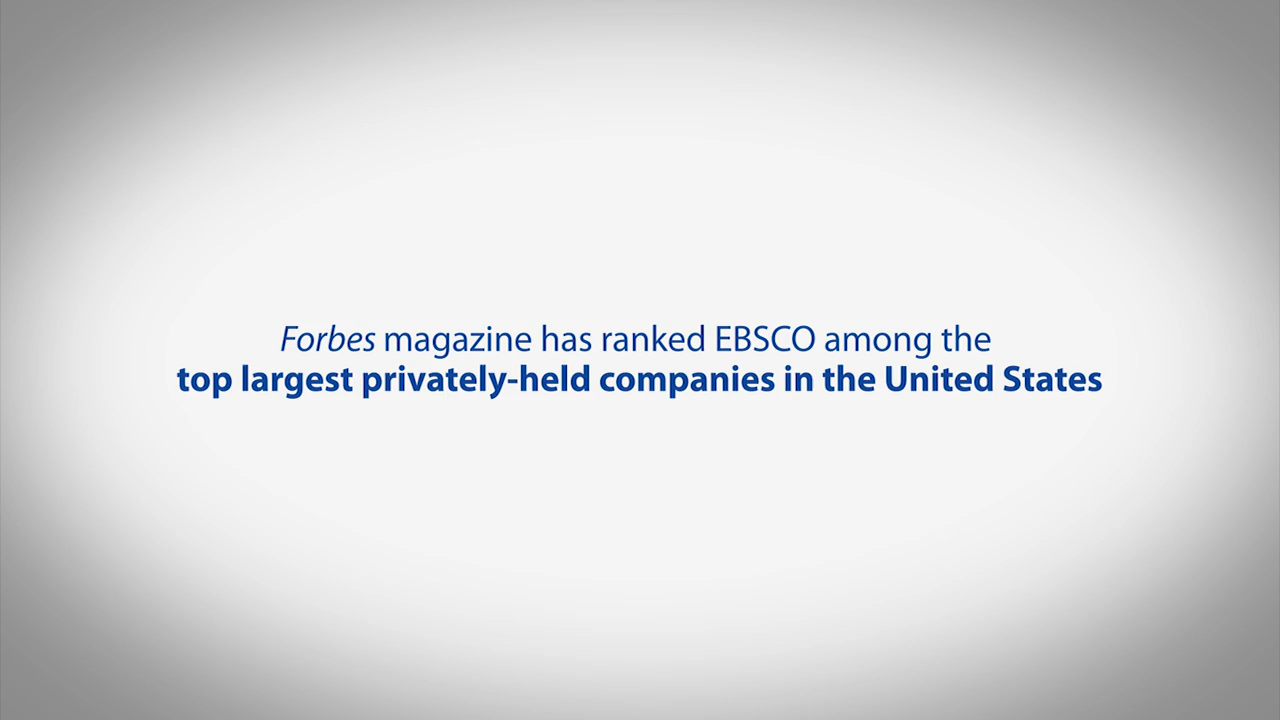 Forbes magazine has ranked EBSCO among the
top largest privately-held companies in the United States